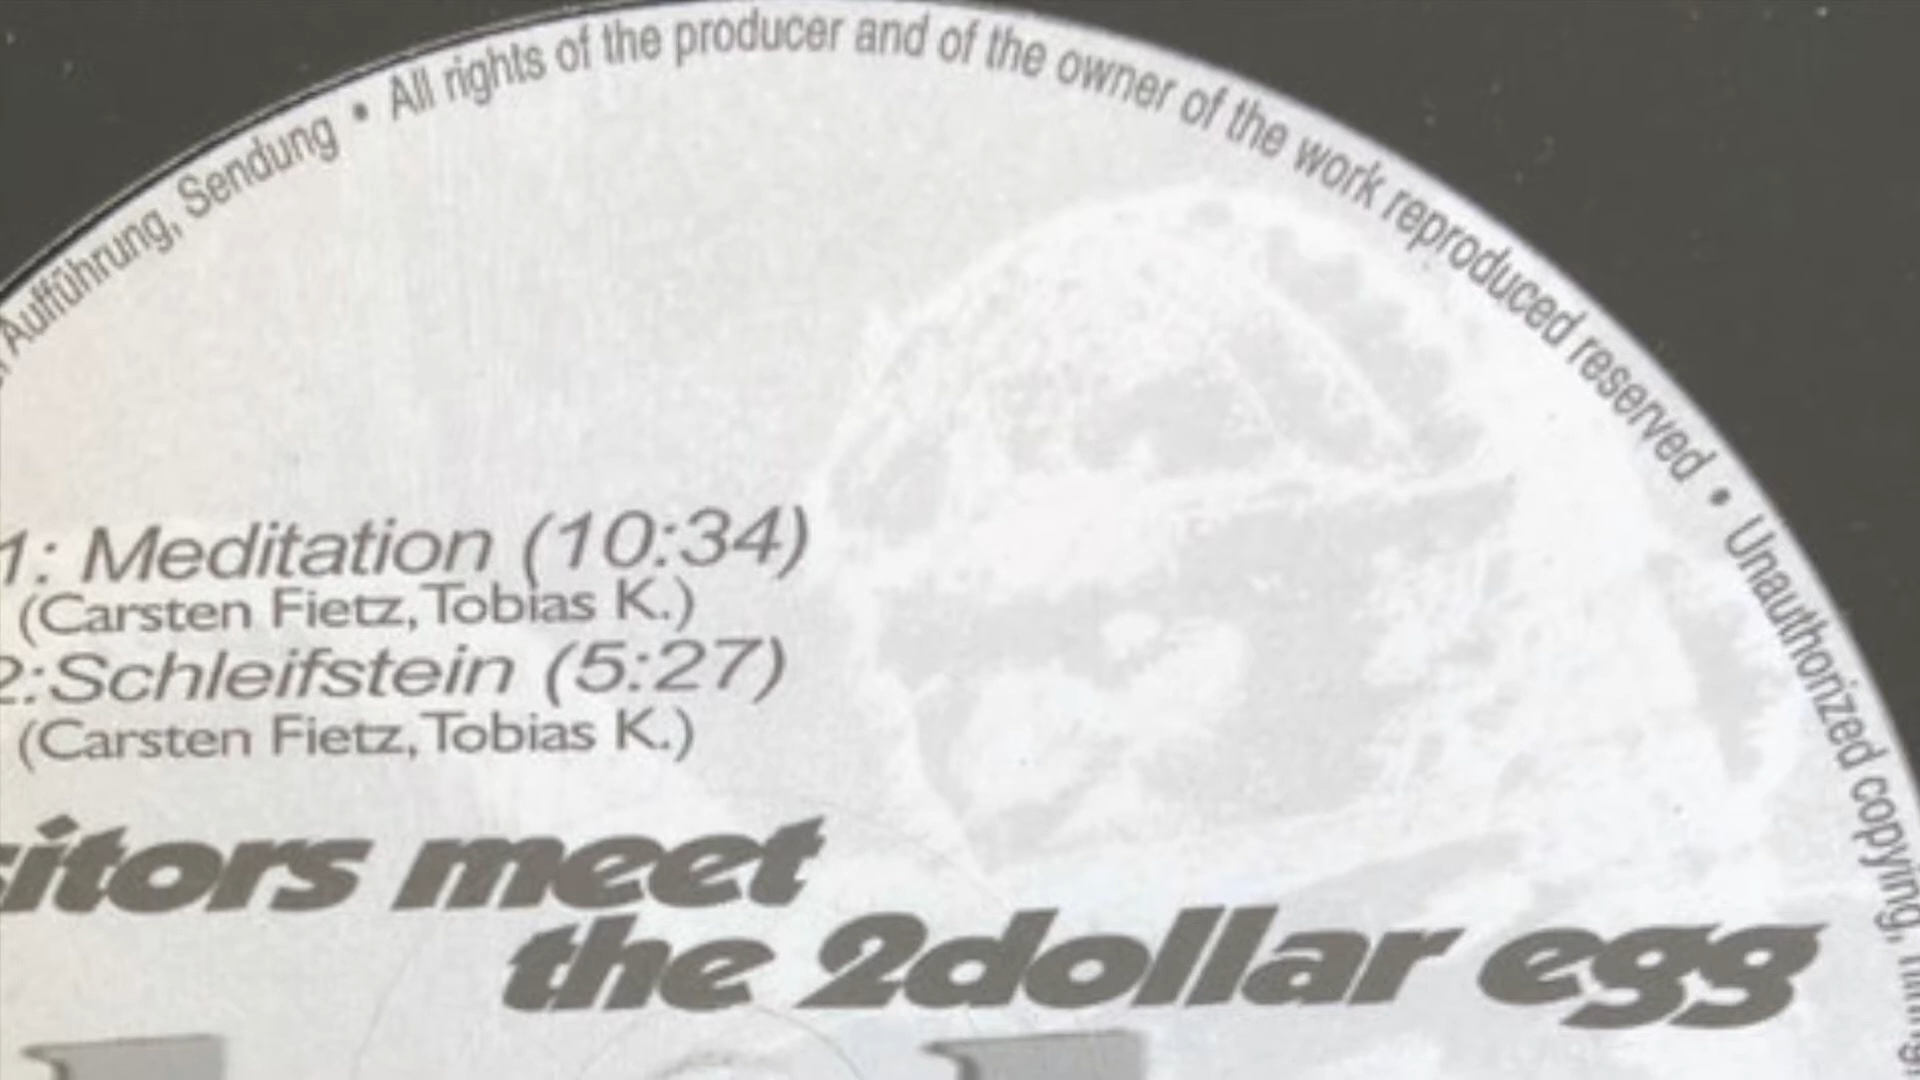 Aufführung, Sendung • All rights of the producer and of the owner of the work reproduced reserved • Unauthorized copying,
1: Meditation (10:34)
(Carsten Fietz, Tobias K.)
2: Schleifstein (5:27)
(Carsten Fietz, Tobias K.)
sitors meet
the 2dollar egg